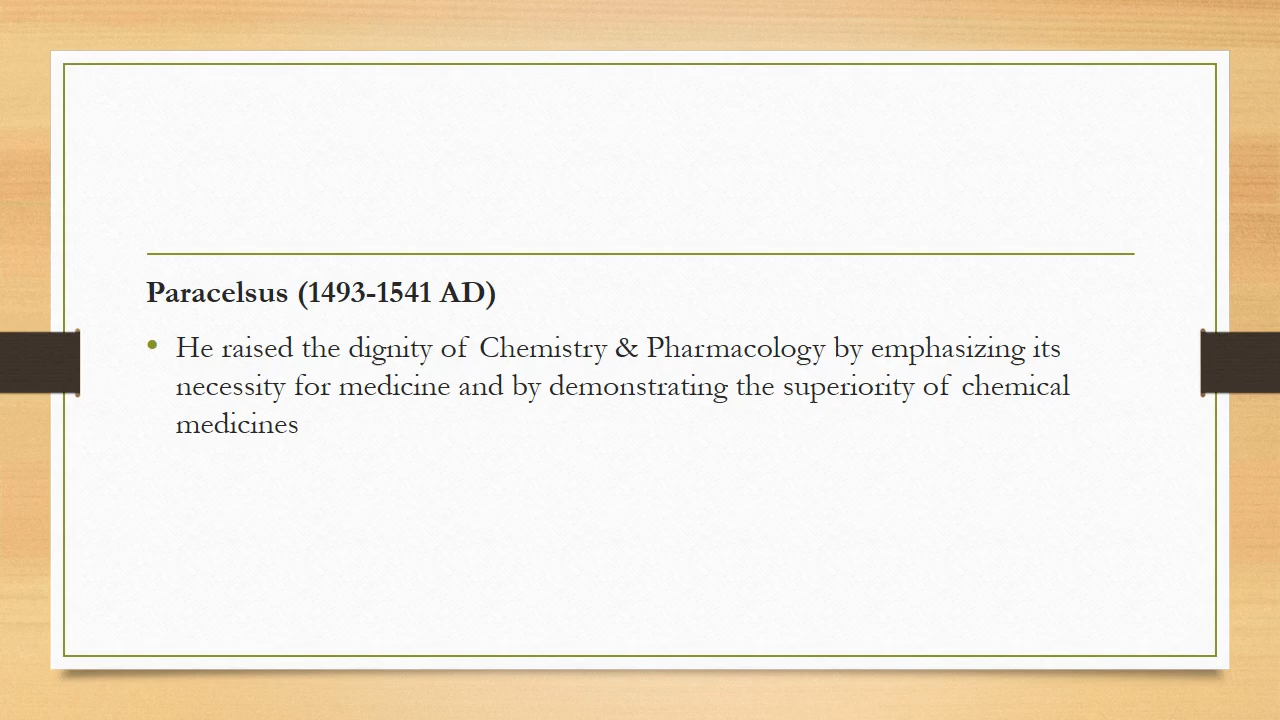 Paracelsus (1493-1541 AD)
• He raised the dignity of Chemistry & Pharmacology by emphasizing its
necessity for medicine and by demonstrating the superiority of chemical
medicines